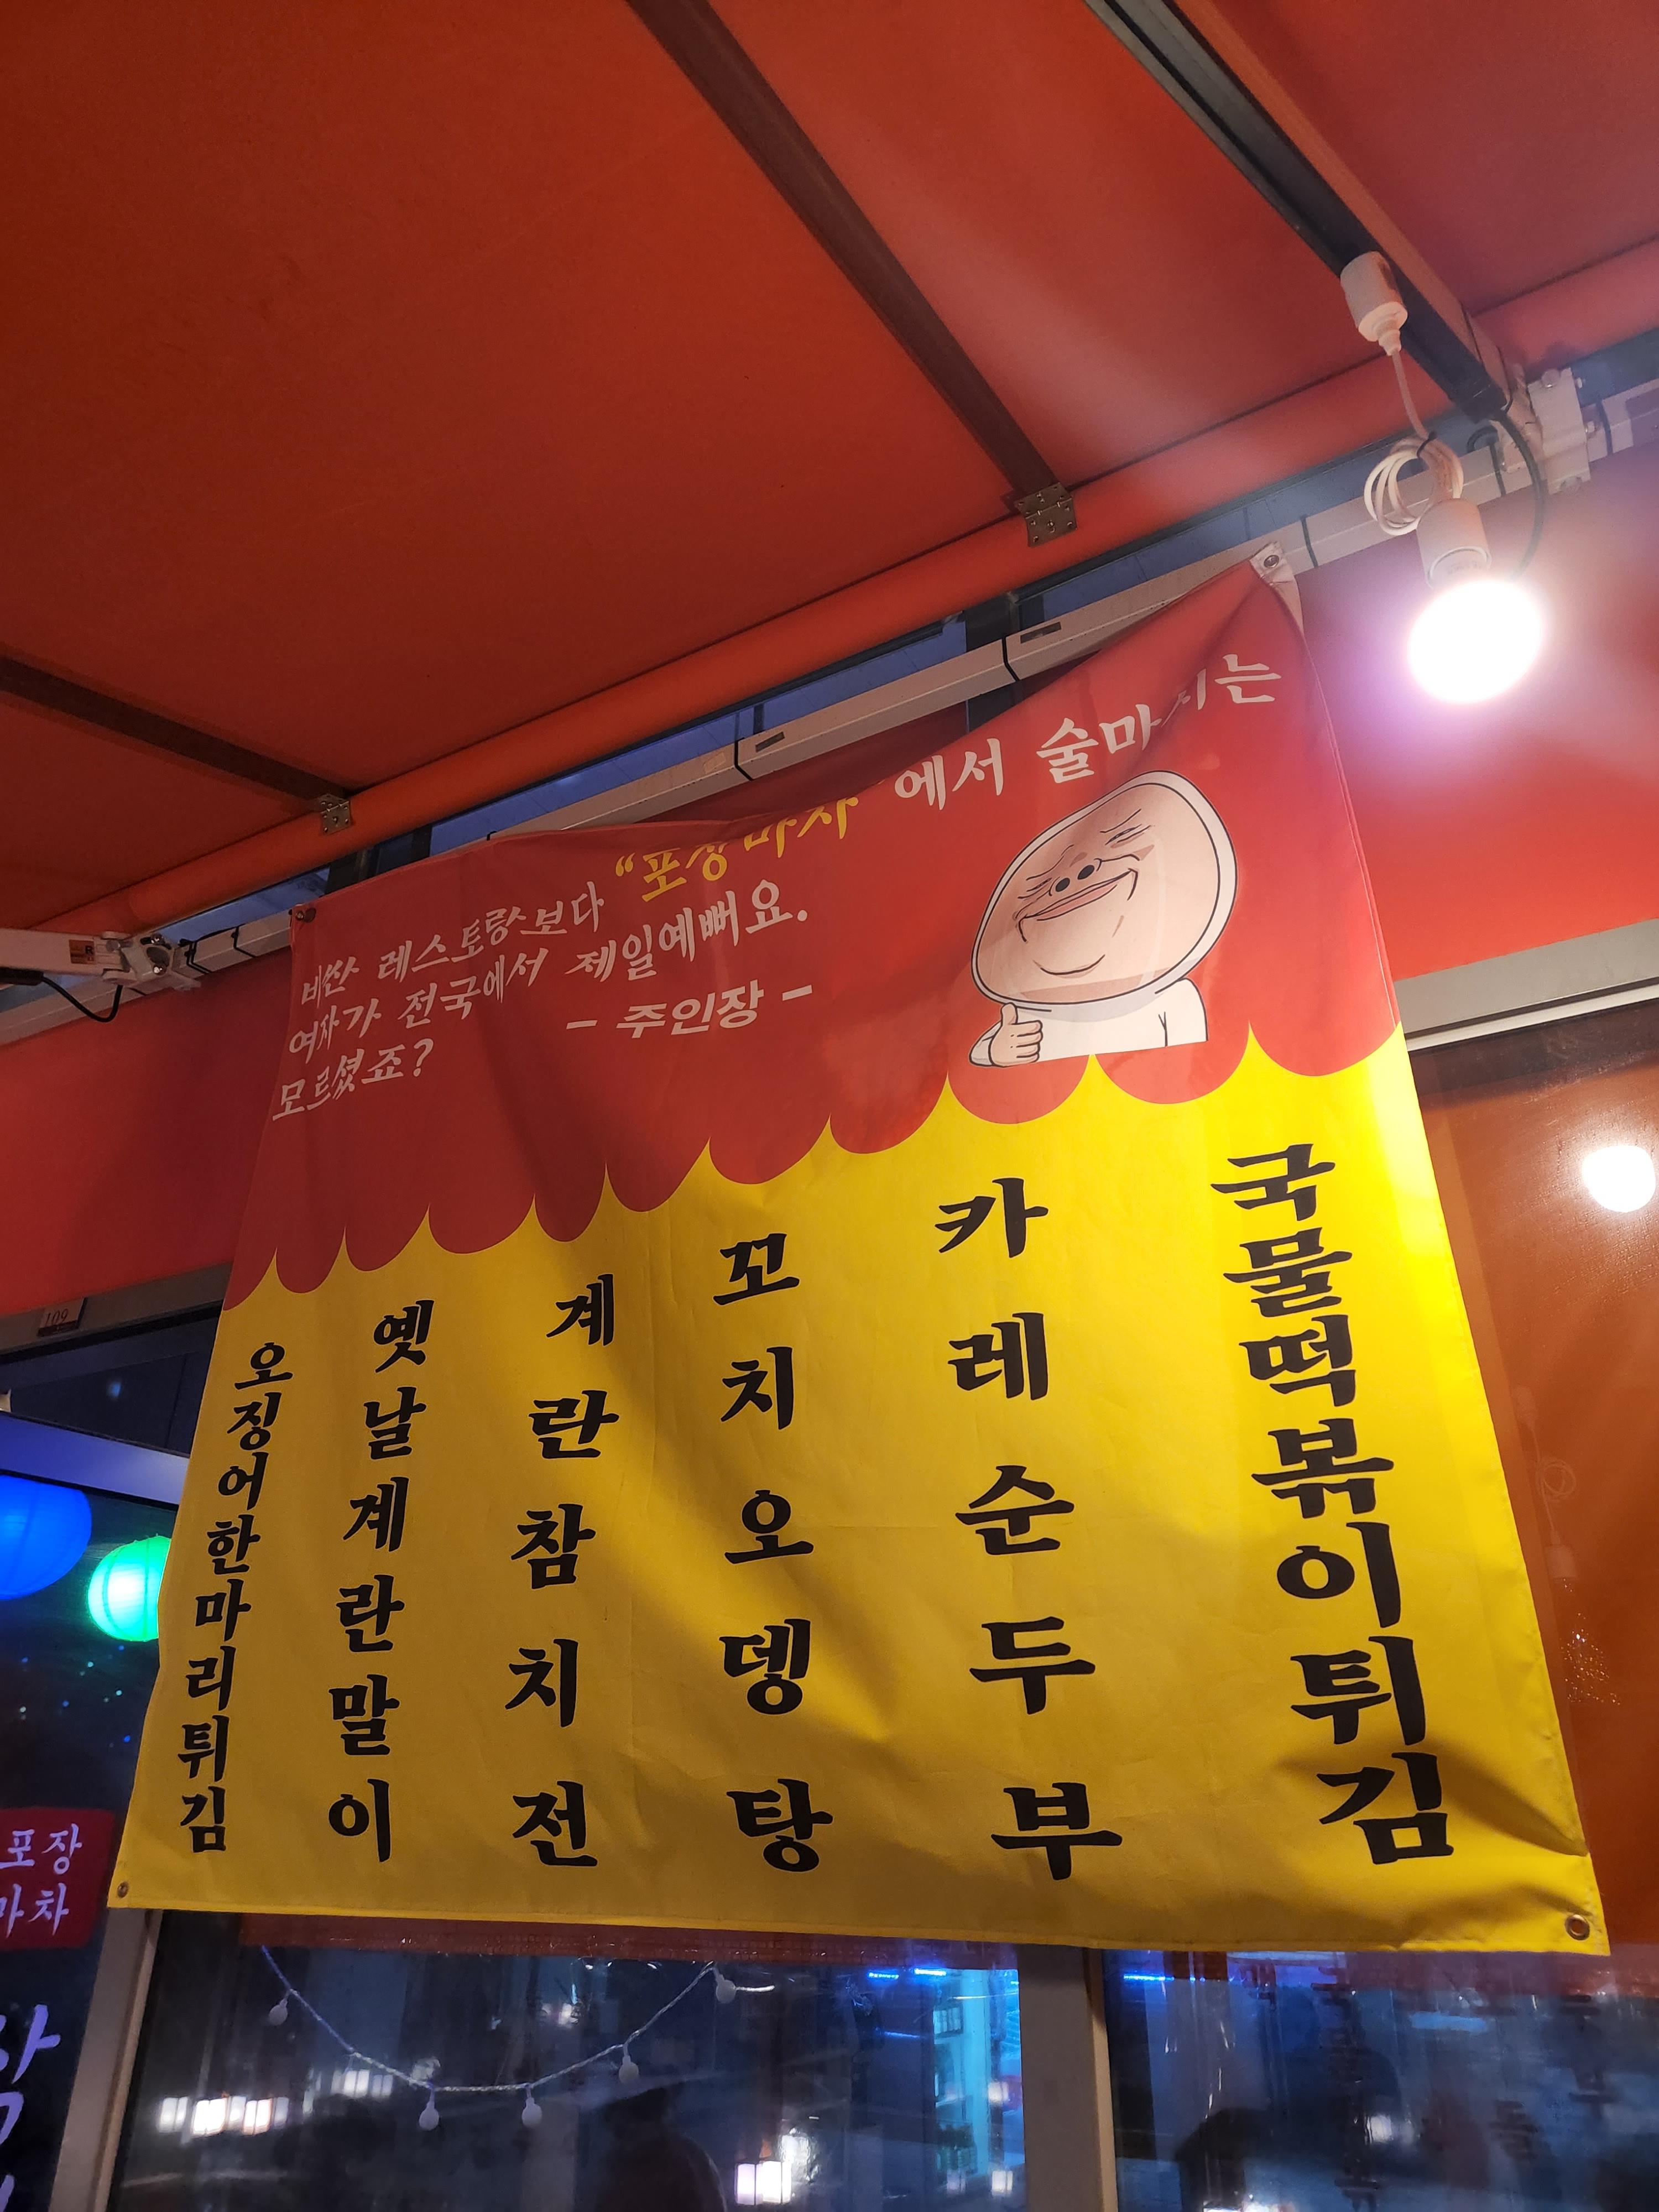 비싼 레스토랑보다 "포장마차 에서 술마시는
여자가 전국에서 제일예뻐요.
모르셨죠?
- 주인장 -
오징어한마리튀김
옛날계란말이
계란참치전
꼬치오뎅탕
카레순두부
국물떡볶이튀김
109
포장
마차